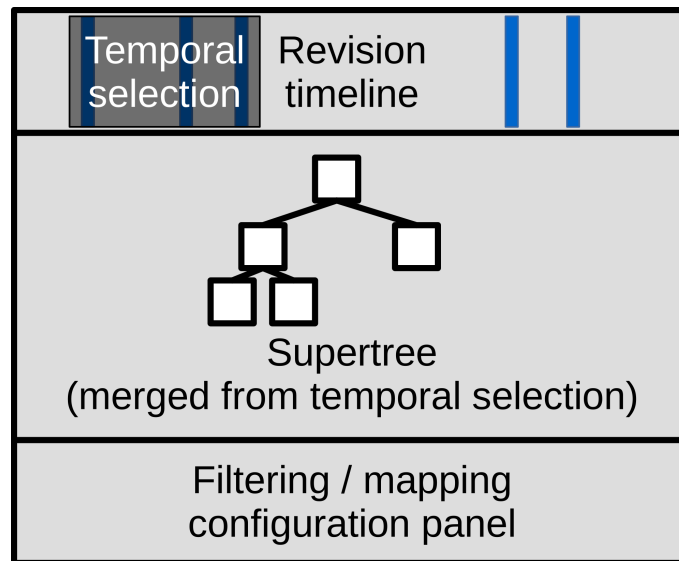 Temporal
selection
Revision
timeline
Supertree
(merged from temporal selection)
Filtering / mapping
configuration panel